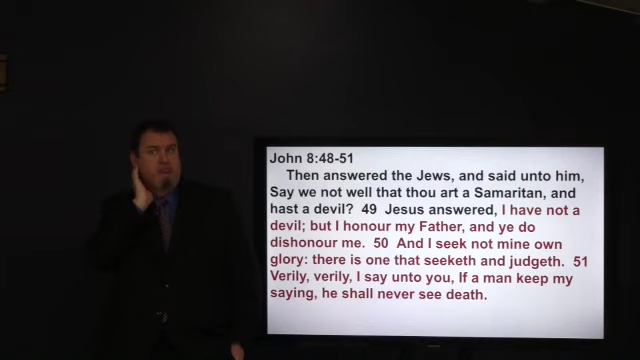 John 8:48-51
Then answered the Jews, and said unto him,
Say we not well that thou art a Samaritan, and
hast a devil? 49 Jesus answered, I have not a
devil; but I honour my Father, and ye do
dishonour me. 50 And I seek not mine own
glory: there is one that seeketh and judgeth. 51
Verily, verily, I say unto you, If a man keep my
saying, he shall never see death.